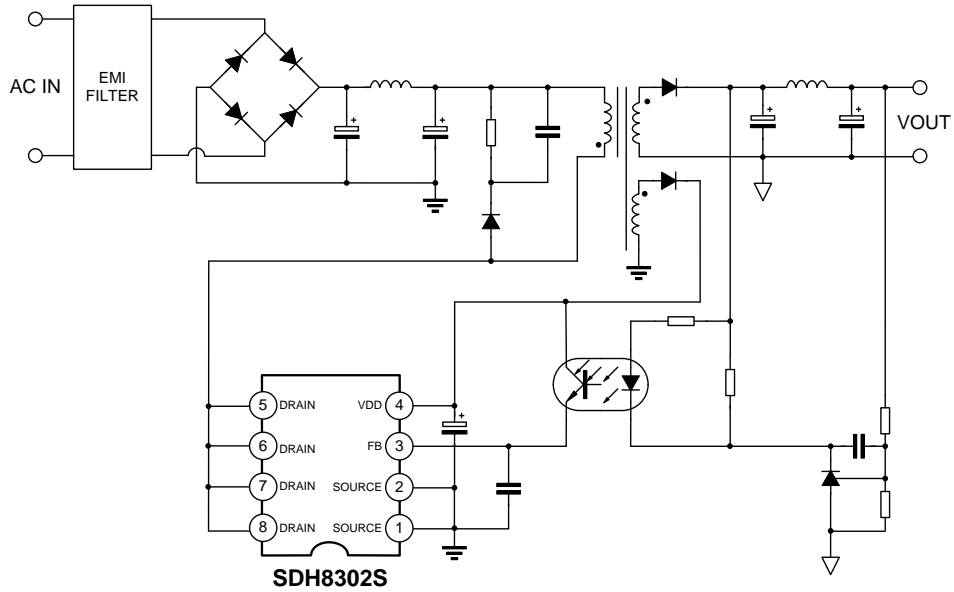 AC IN
EMI
FILTER
+
+
+
+
VOUT
5 DRAIN VDD 4
+
6 DRAIN FB 3
7 DRAIN SOURCE 2
8 DRAIN SOURCE 1
SDH8302S